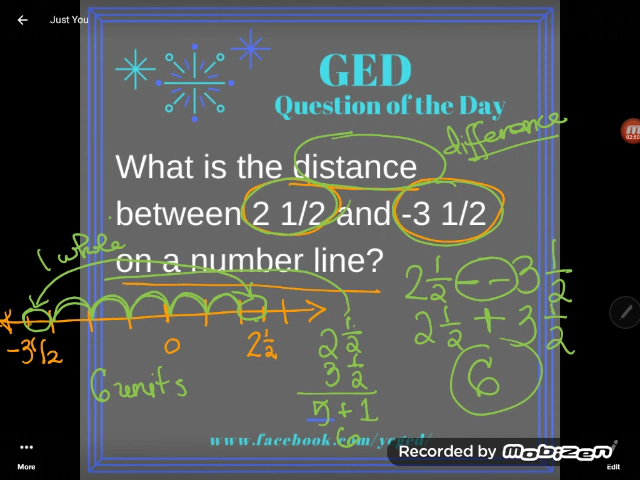 Just You
GED
Question of the Day
difference
What is the distance
between 2 1/2 and -3 1/2
on a number line?
1 whole
2 1/2 - - 3 1/2
2 1/2 + 3 1/2
6
-3 1/2 0 2 1/2
6 units
2 1/2
3 1/2
5 + 1
6
www.facebook.com/ycged/
Recorded by mobizen
More
Edit